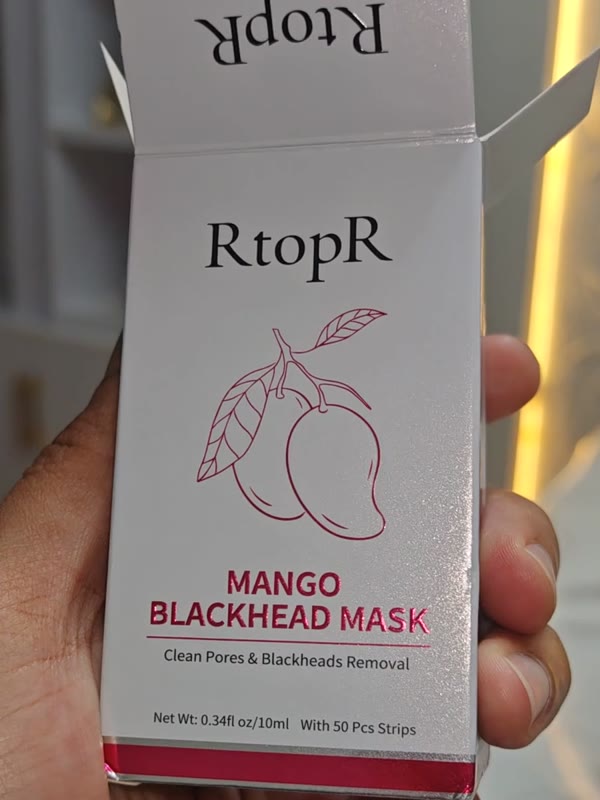 RtopR
RtopR
MANGO
BLACKHEAD MASK
Clean Pores & Blackheads Removal
Net Wt: 0.34fl oz/10ml With 50 Pcs Strips